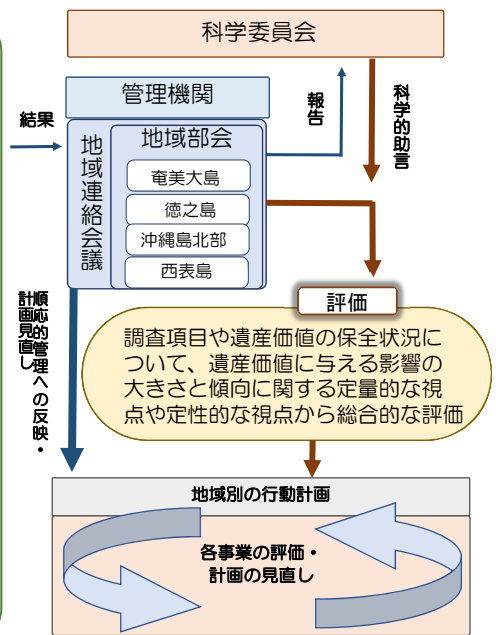 科学委員会
管理機関
結果
報告
科学的助言
地域連絡会議
地域部会
奄美大島
徳之島
沖縄島北部
西表島
順応的管理への反映・
計画見直し
評価
調査項目や遺産価値の保全状況に
ついて、遺産価値に与える影響の
大きさと傾向に関する定量的な視
点や定性的な視点から総合的な評価
地域別の行動計画
各事業の評価・
計画の見直し